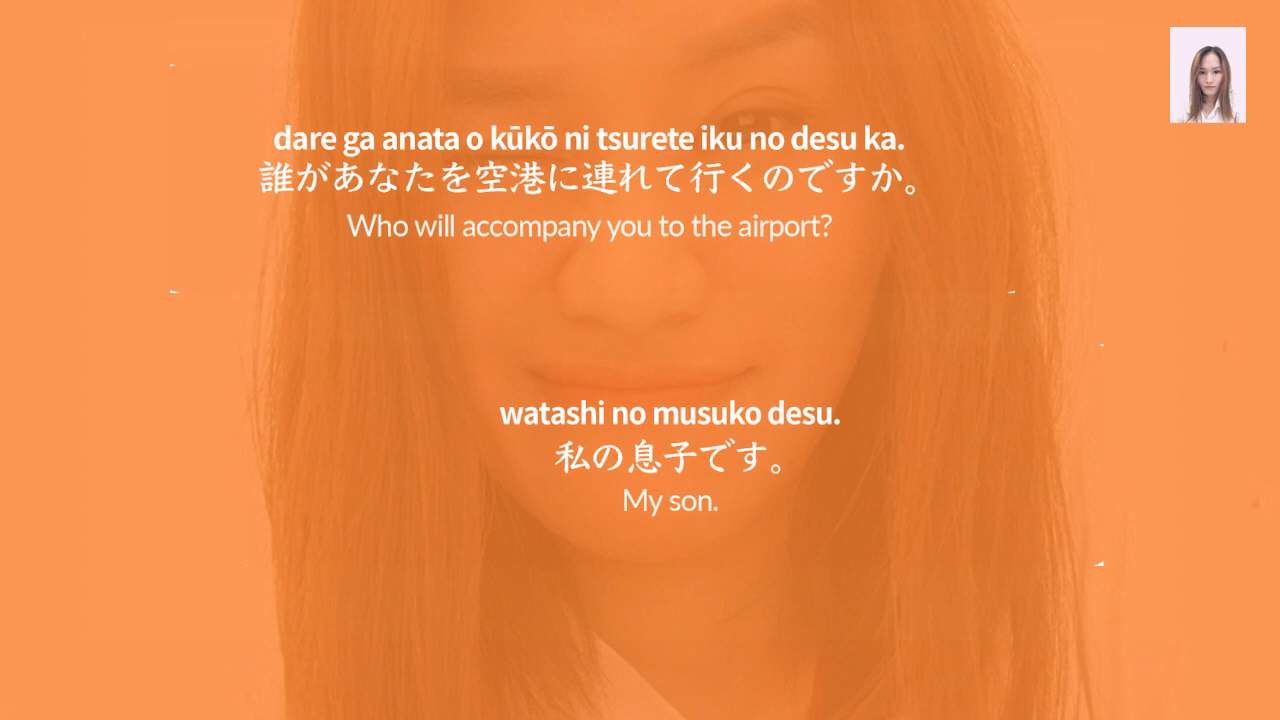 dare ga anata o kūkō ni tsurete iku no desu ka.
誰があなたを空港に連れて行くのですか。
Who will accompany you to the airport?
watashi no musuko desu.
私の息子です。
My son.